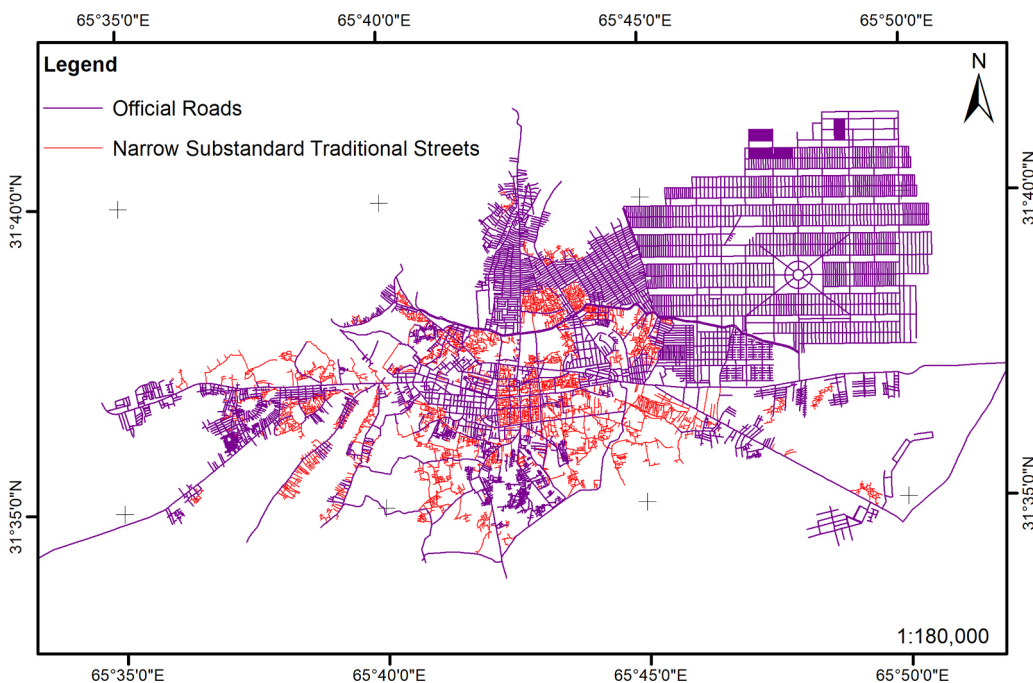 65°35'0"E 65°40'0"E 65°45'0"E 65°50'0"E
Legend
N
Official Roads
Narrow Substandard Traditional Streets
31°40'0"N 31°40'0"N
31°35'0"N 31°35'0"N
1:180,000
65°35'0"E 65°40'0"E 65°45'0"E 65°50'0"E